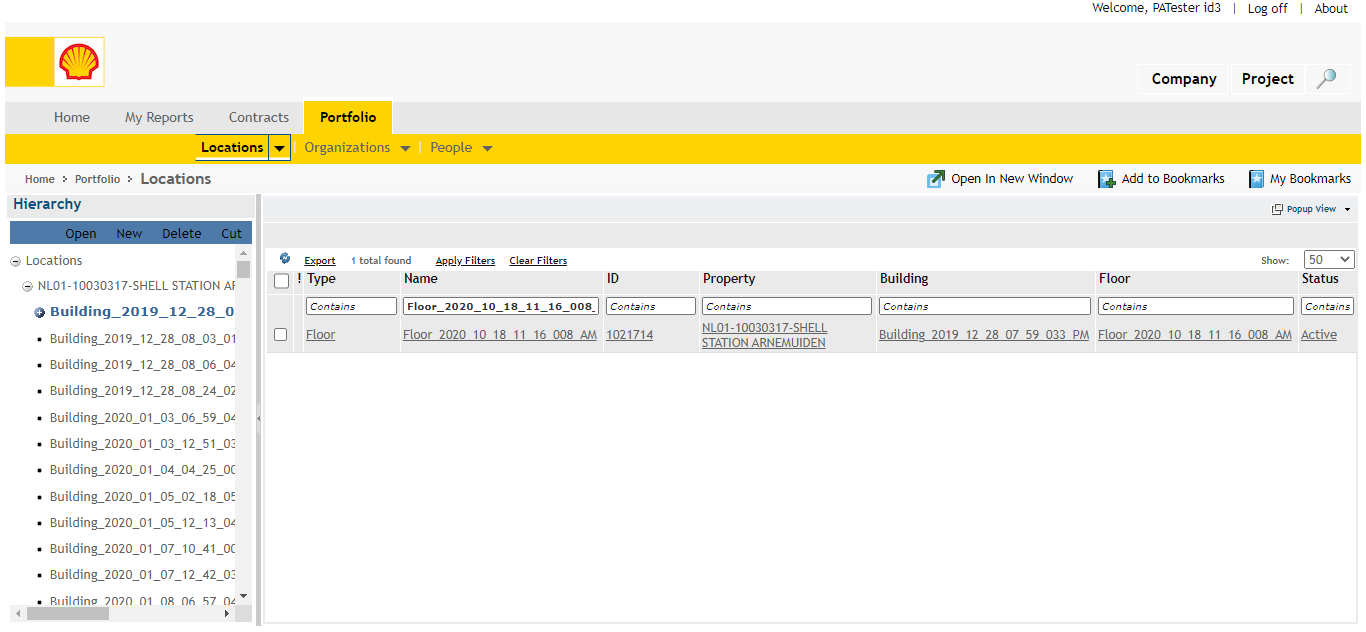 Welcome, PATester id3 | Log off | About
Company Project
Home My Reports Contracts Portfolio
Locations Organizations People
Home Portfolio Locations
Open In New Window Add to Bookmarks My Bookmarks
Hierarchy
Popup View
Open New Delete Cut
Locations
NL01-10030317-SHELL STATION AR
Building_2019_12_28_0
Building_2019_12_28_08_03_01
Building_2019_12_28_08_06_04
Building_2019_12_28_08_24_02
Building_2020_01_03_06_59_04
Building_2020_01_03_12_51_03
Building_2020_01_04_04_25_00
Building_2020_01_05_02_18_05
Building_2020_01_05_12_13_04
Building_2020_01_07_10_41_00
Building_2020_01_07_12_42_03
Building_2020_01_08_06_57_04
Export 1 total found Apply Filters Clear Filters Show: 50
! Type Name ID Property Building Floor Status
Contains Floor_2020_10_18_11_16_008_ Contains Contains Contains Contains Contains
Floor Floor_2020_10_18_11_16_008_AM 1021714 NL01-10030317-SHELL Building_2019_12_28_07_59_033_PM Floor_2020_10_18_11_16_008_AM Active
STATION ARNEMUIDEN